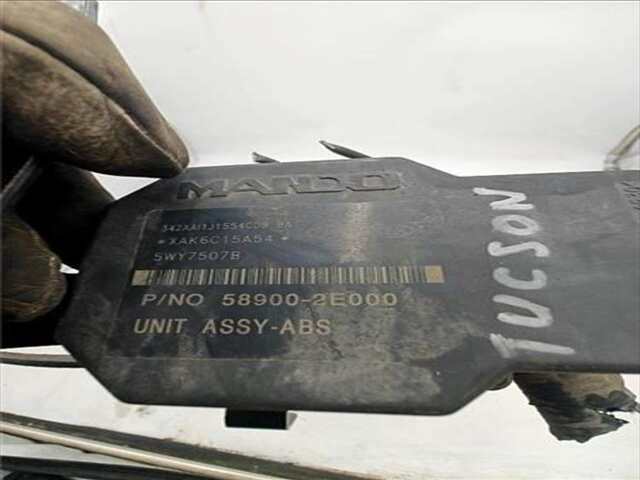 MANDO
*XAK6C15A54*
5WY7507B
P/NO 58900-2E000
UNIT ASSY-ABS
TUCSON